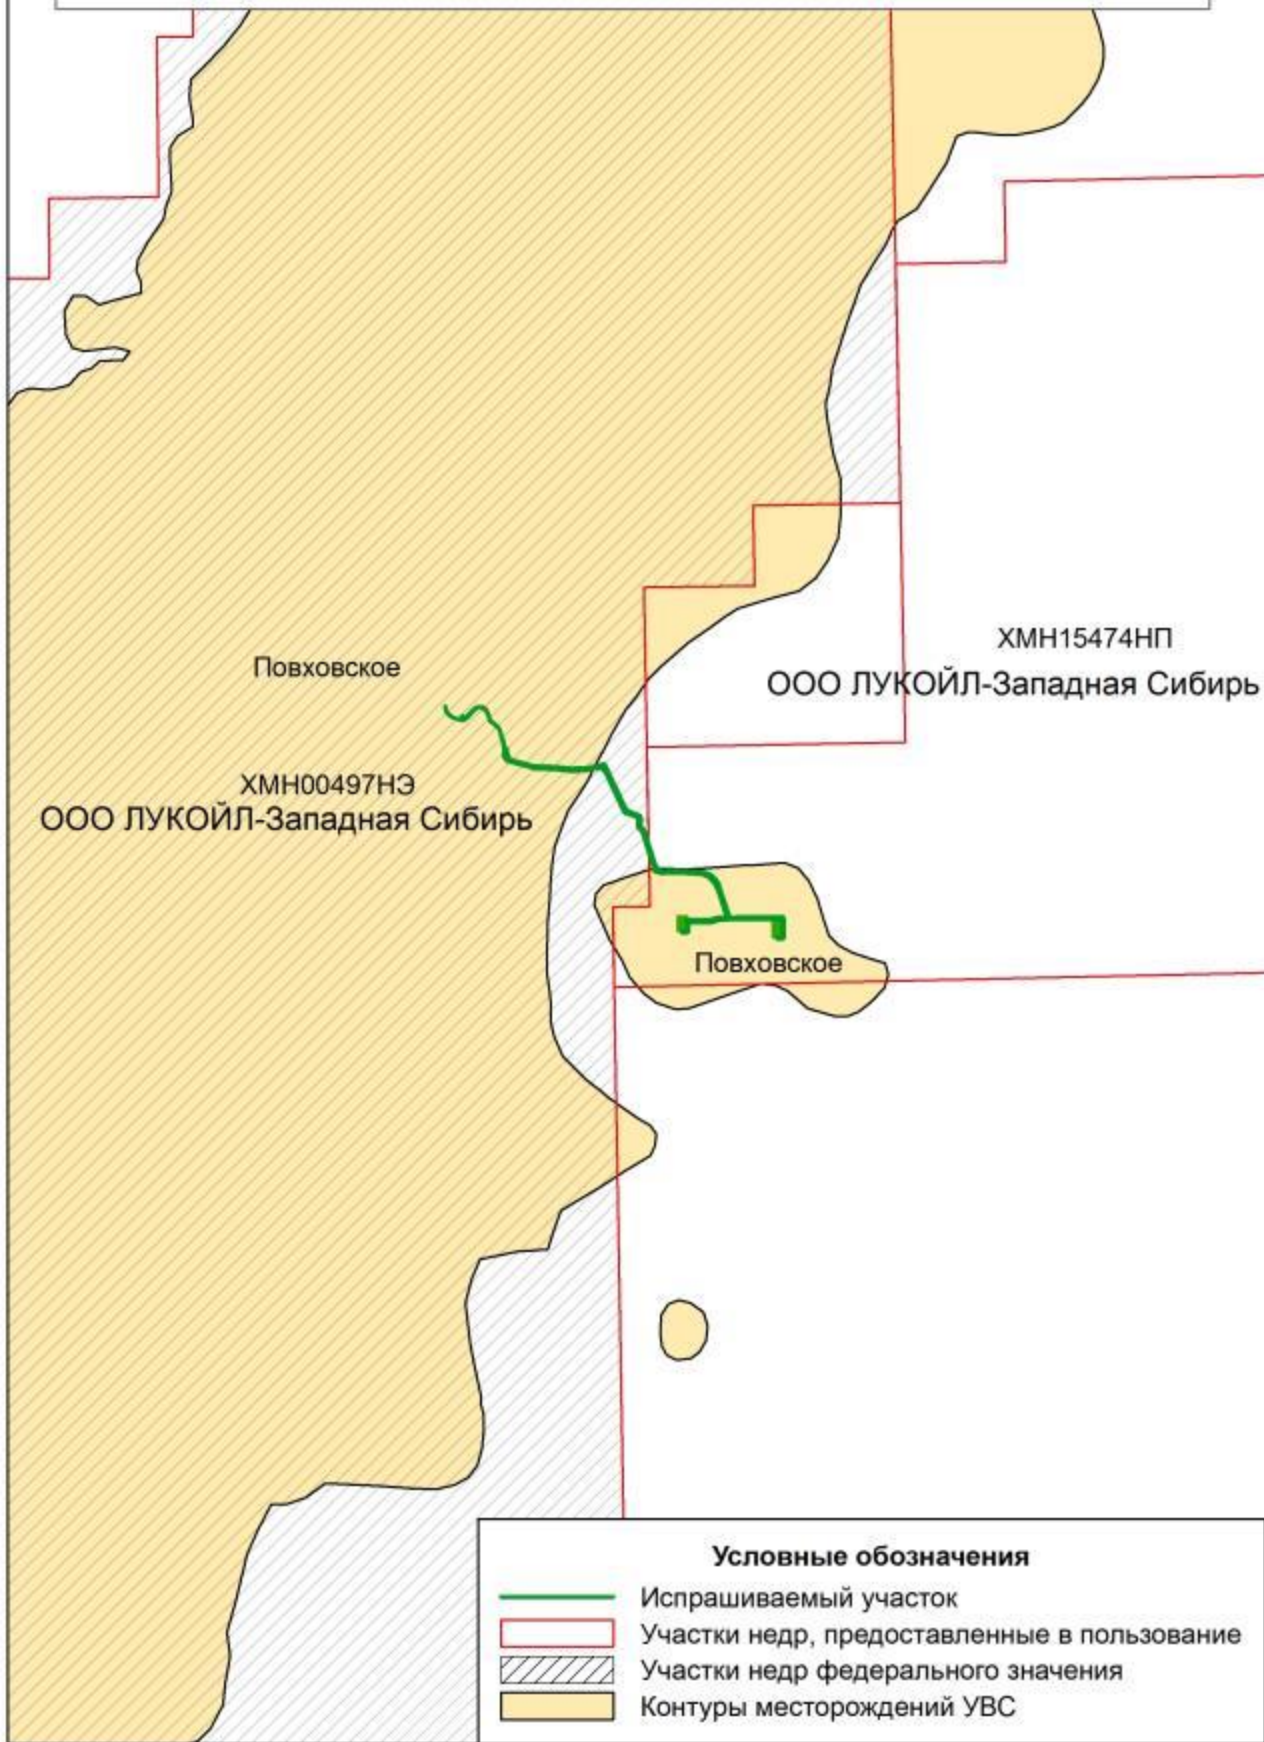 ХМН15474НП
Повховское
ООО ЛУКОЙЛ-Западная Сибирь
ХМН00497НЭ
ООО ЛУКОЙЛ-Западная Сибирь
Повховское
Условные обозначения
Испрашиваемый участок
Участки недр, предоставленные в пользование
Участки недр федерального значения
Контуры месторождений УВС